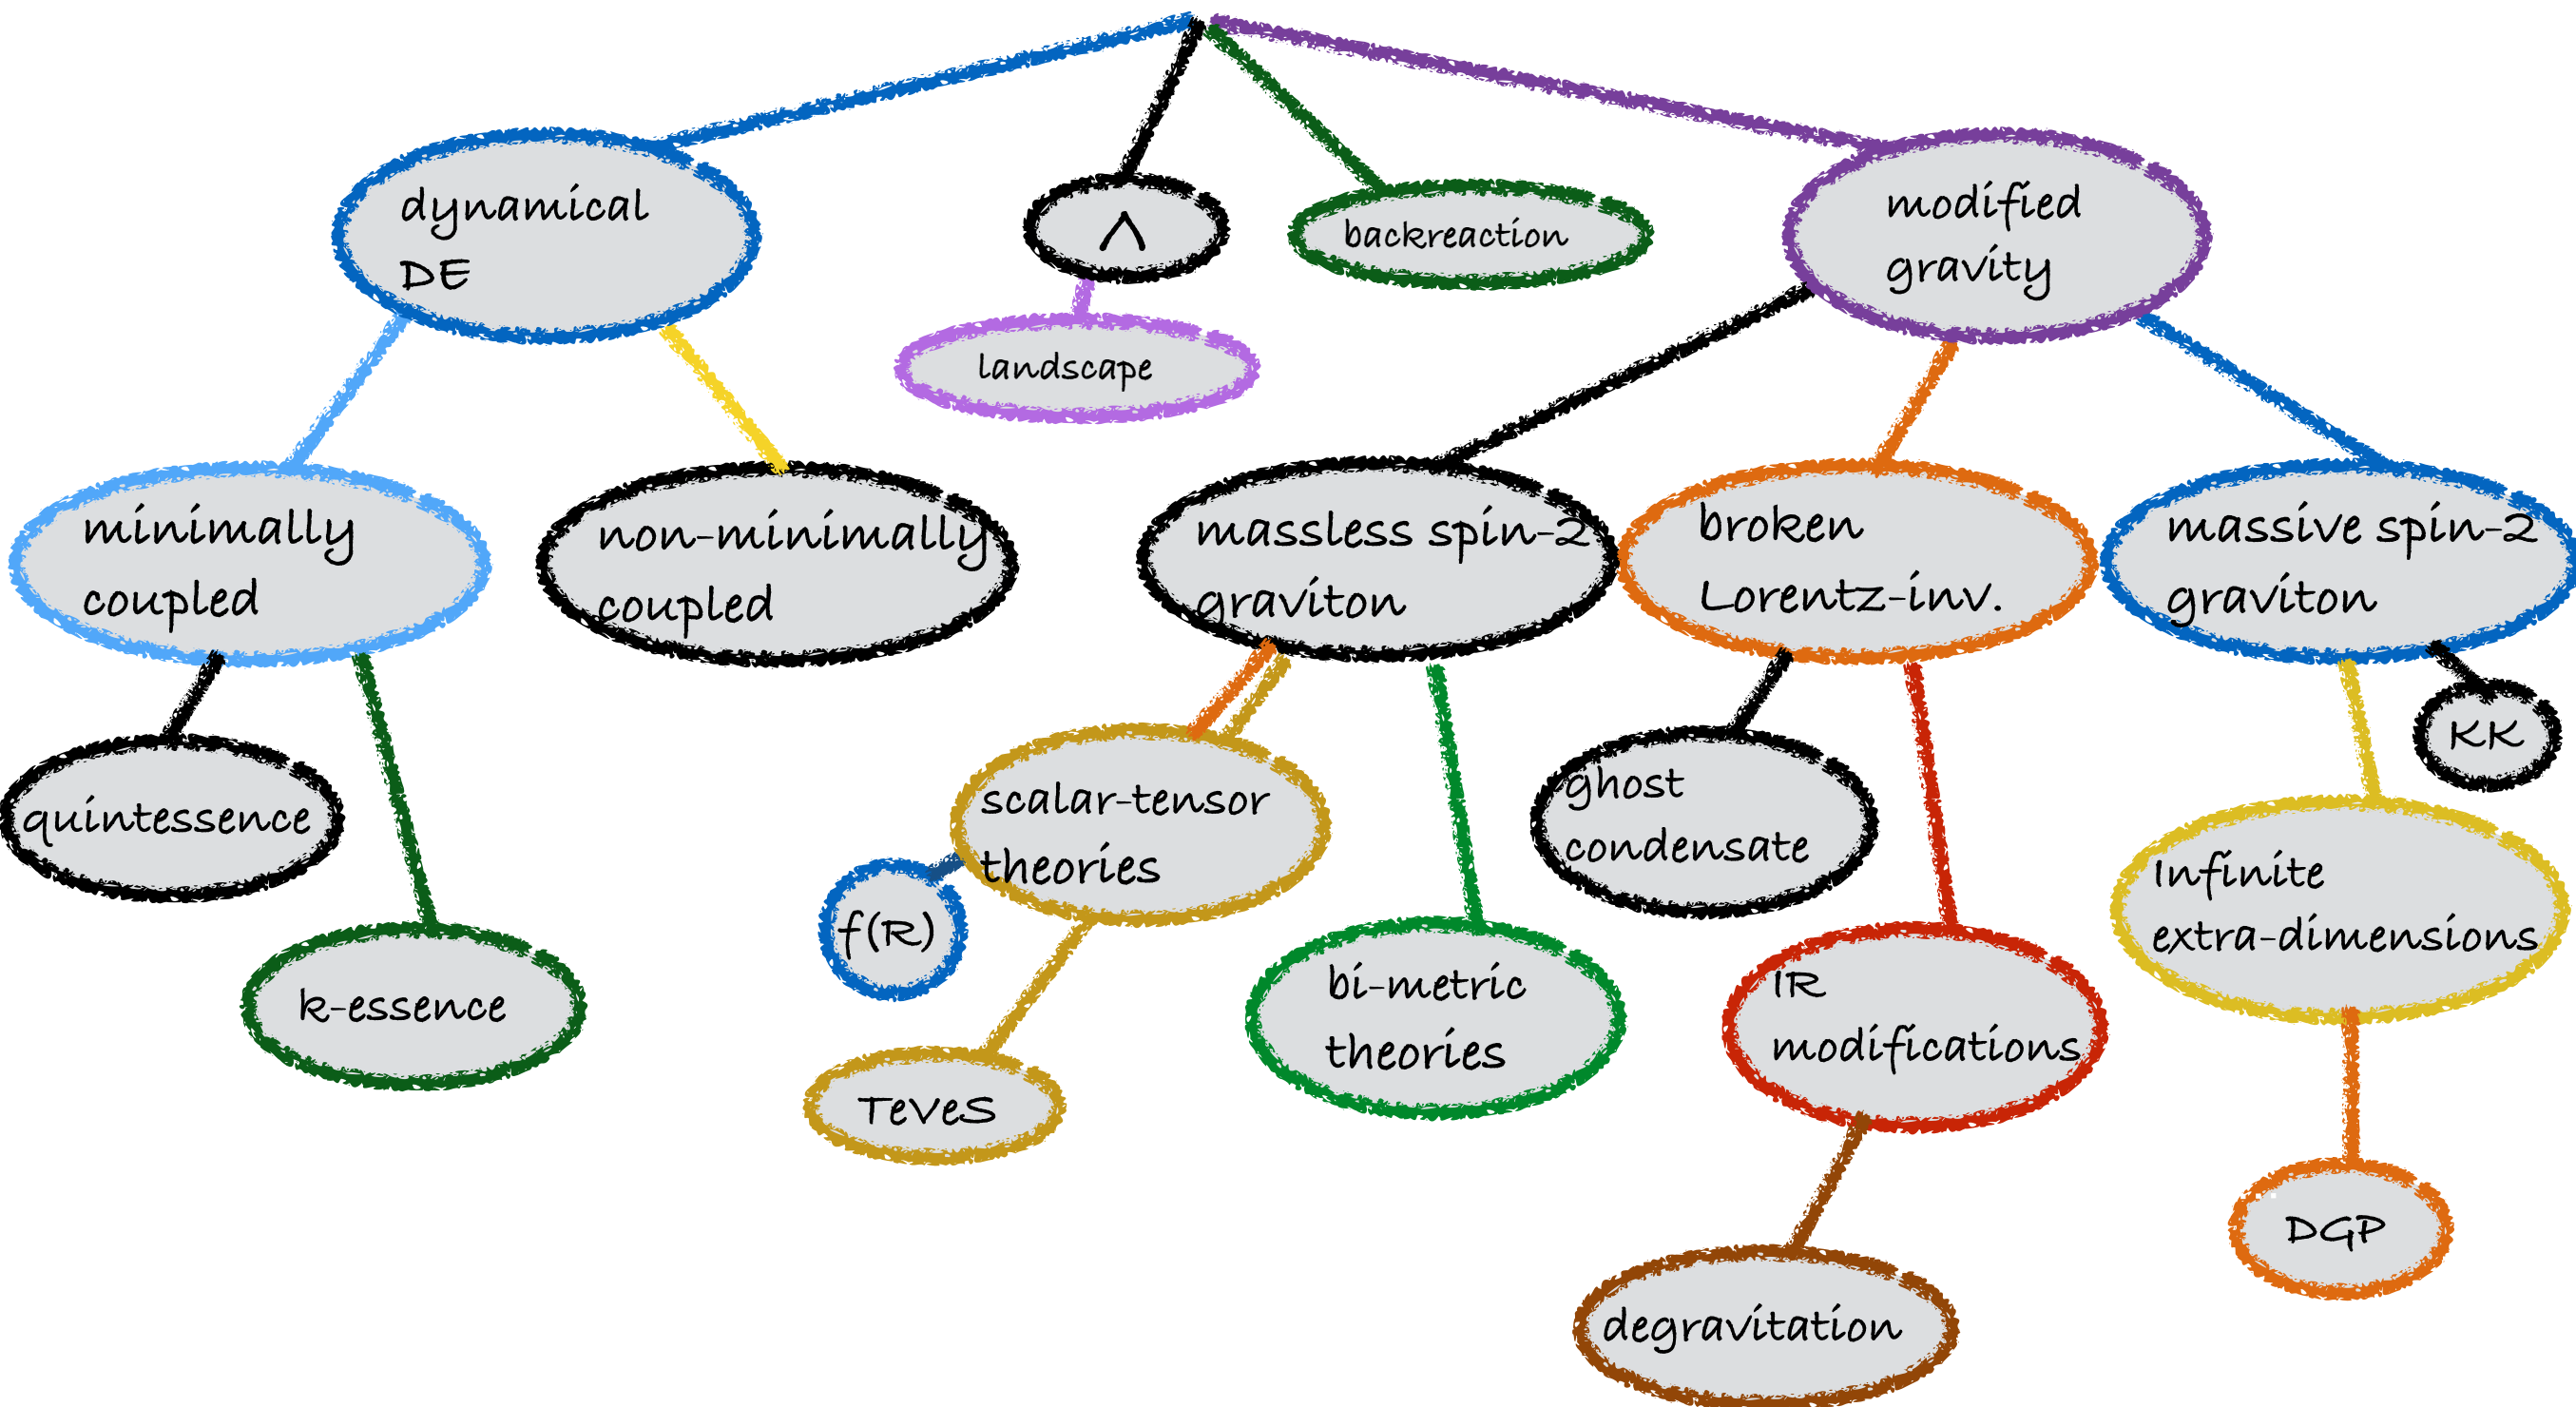 dynamical
DE
Λ
backreaction
modified
gravity
landscape
minimally
coupled
non-minimally
coupled
massless spin-2
graviton
broken
Lorentz-inv.
massive spin-2
graviton
KK
quintessence
scalar-tensor
theories
ghost
condensate
Infinite
extra-dimensions
f(R)
k-essence
bi-metric
theories
IR
modifications
TeVeS
DGP
degravitation